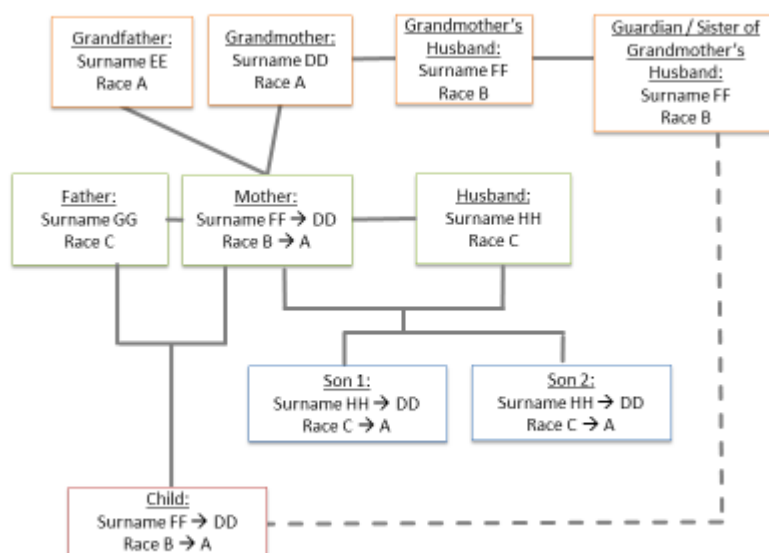 Grandfather:
Surname EE
Race A
Grandmother:
Surname DD
Race A
Grandmother's
Husband:
Surname FF
Race B
Guardian / Sister of
Grandmother's
Husband:
Surname FF
Race B
Father:
Surname GG
Race C
Mother:
Surname FF → DD
Race B → A
Husband:
Surname HH
Race C
Son 1:
Surname HH → DD
Race C → A
Son 2:
Surname HH → DD
Race C → A
Child:
Surname FF → DD
Race B → A